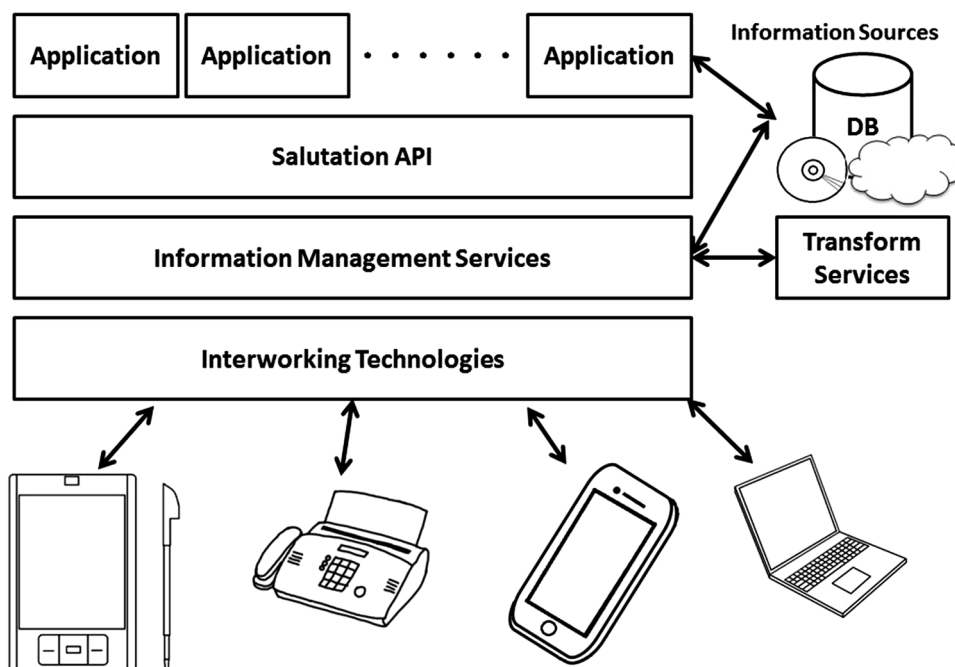 Application
Application
Application
Information Sources
DB
Salutation API
Information Management Services
Transform
Services
Interworking Technologies